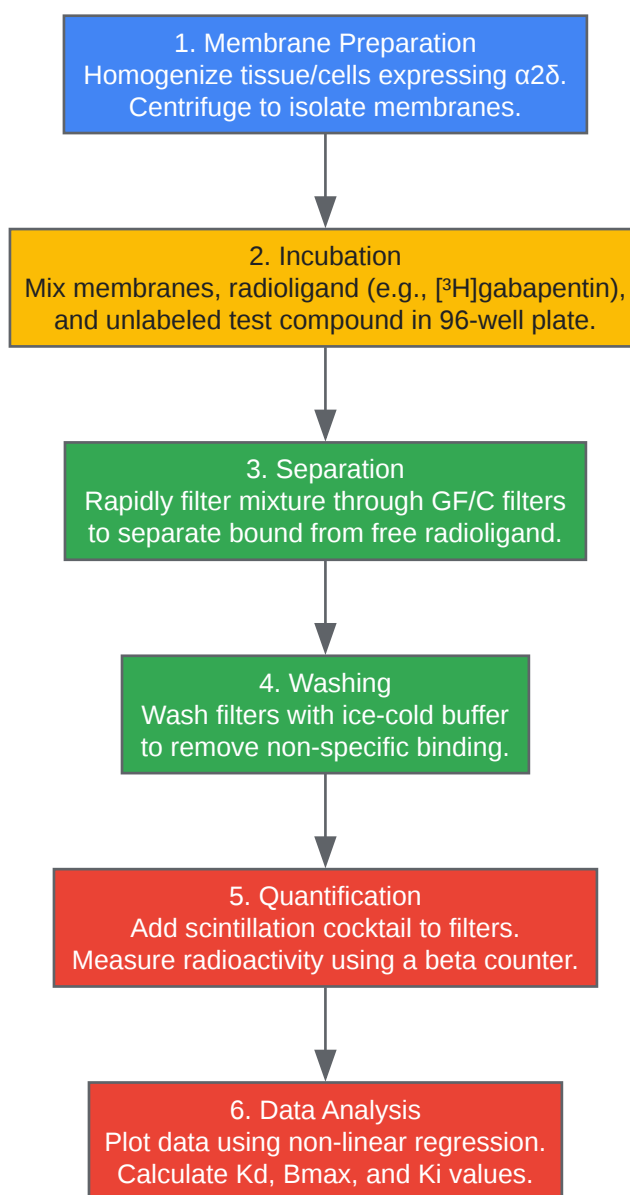 1. Membrane Preparation
Homogenize tissue/cells expressing α2δ.
Centrifuge to isolate membranes.
2. Incubation
Mix membranes, radioligand (e.g., [³H]gabapentin),
and unlabeled test compound in 96-well plate.
3. Separation
Rapidly filter mixture through GF/C filters
to separate bound from free radioligand.
4. Washing
Wash filters with ice-cold buffer
to remove non-specific binding.
5. Quantification
Add scintillation cocktail to filters.
Measure radioactivity using a beta counter.
6. Data Analysis
Plot data using non-linear regression.
Calculate Kd, Bmax, and Ki values.